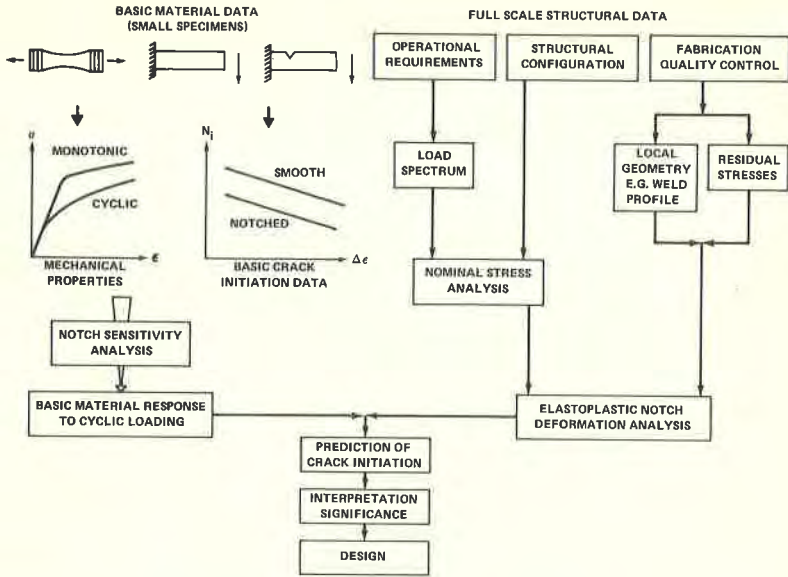 BASIC MATERIAL DATA
(SMALL SPECIMENS)
FULL SCALE STRUCTURAL DATA
OPERATIONAL
REQUIREMENTS
STRUCTURAL
CONFIGURATION
FABRICATION
QUALITY CONTROL
σ
MONOTONIC
CYCLIC
ϵ
MECHANICAL
PROPERTIES
Ni
SMOOTH
NOTCHED
Δϵ
BASIC CRACK
INITIATION DATA
LOAD
SPECTRUM
LOCAL
GEOMETRY
E.G. WELD
PROFILE
RESIDUAL
STRESSES
NOMINAL STRESS
ANALYSIS
NOTCH SENSITIVITY
ANALYSIS
BASIC MATERIAL RESPONSE
TO CYCLIC LOADING
ELASTOPLASTIC NOTCH
DEFORMATION ANALYSIS
PREDICTION OF
CRACK INITIATION
INTERPRETATION
SIGNIFICANCE
DESIGN